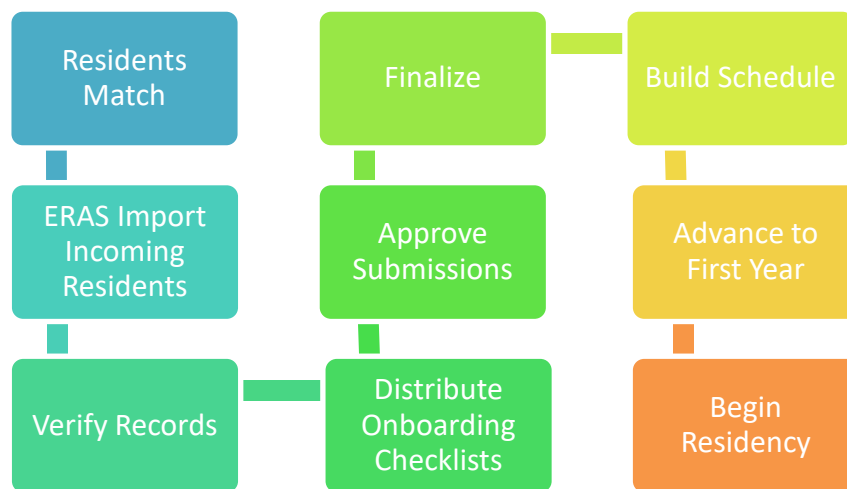 Residents
Match
ERAS Import
Incoming
Residents
Verify Records
Distribute
Onboarding
Checklists
Approve
Submissions
Finalize
Build Schedule
Advance to
First Year
Begin
Residency